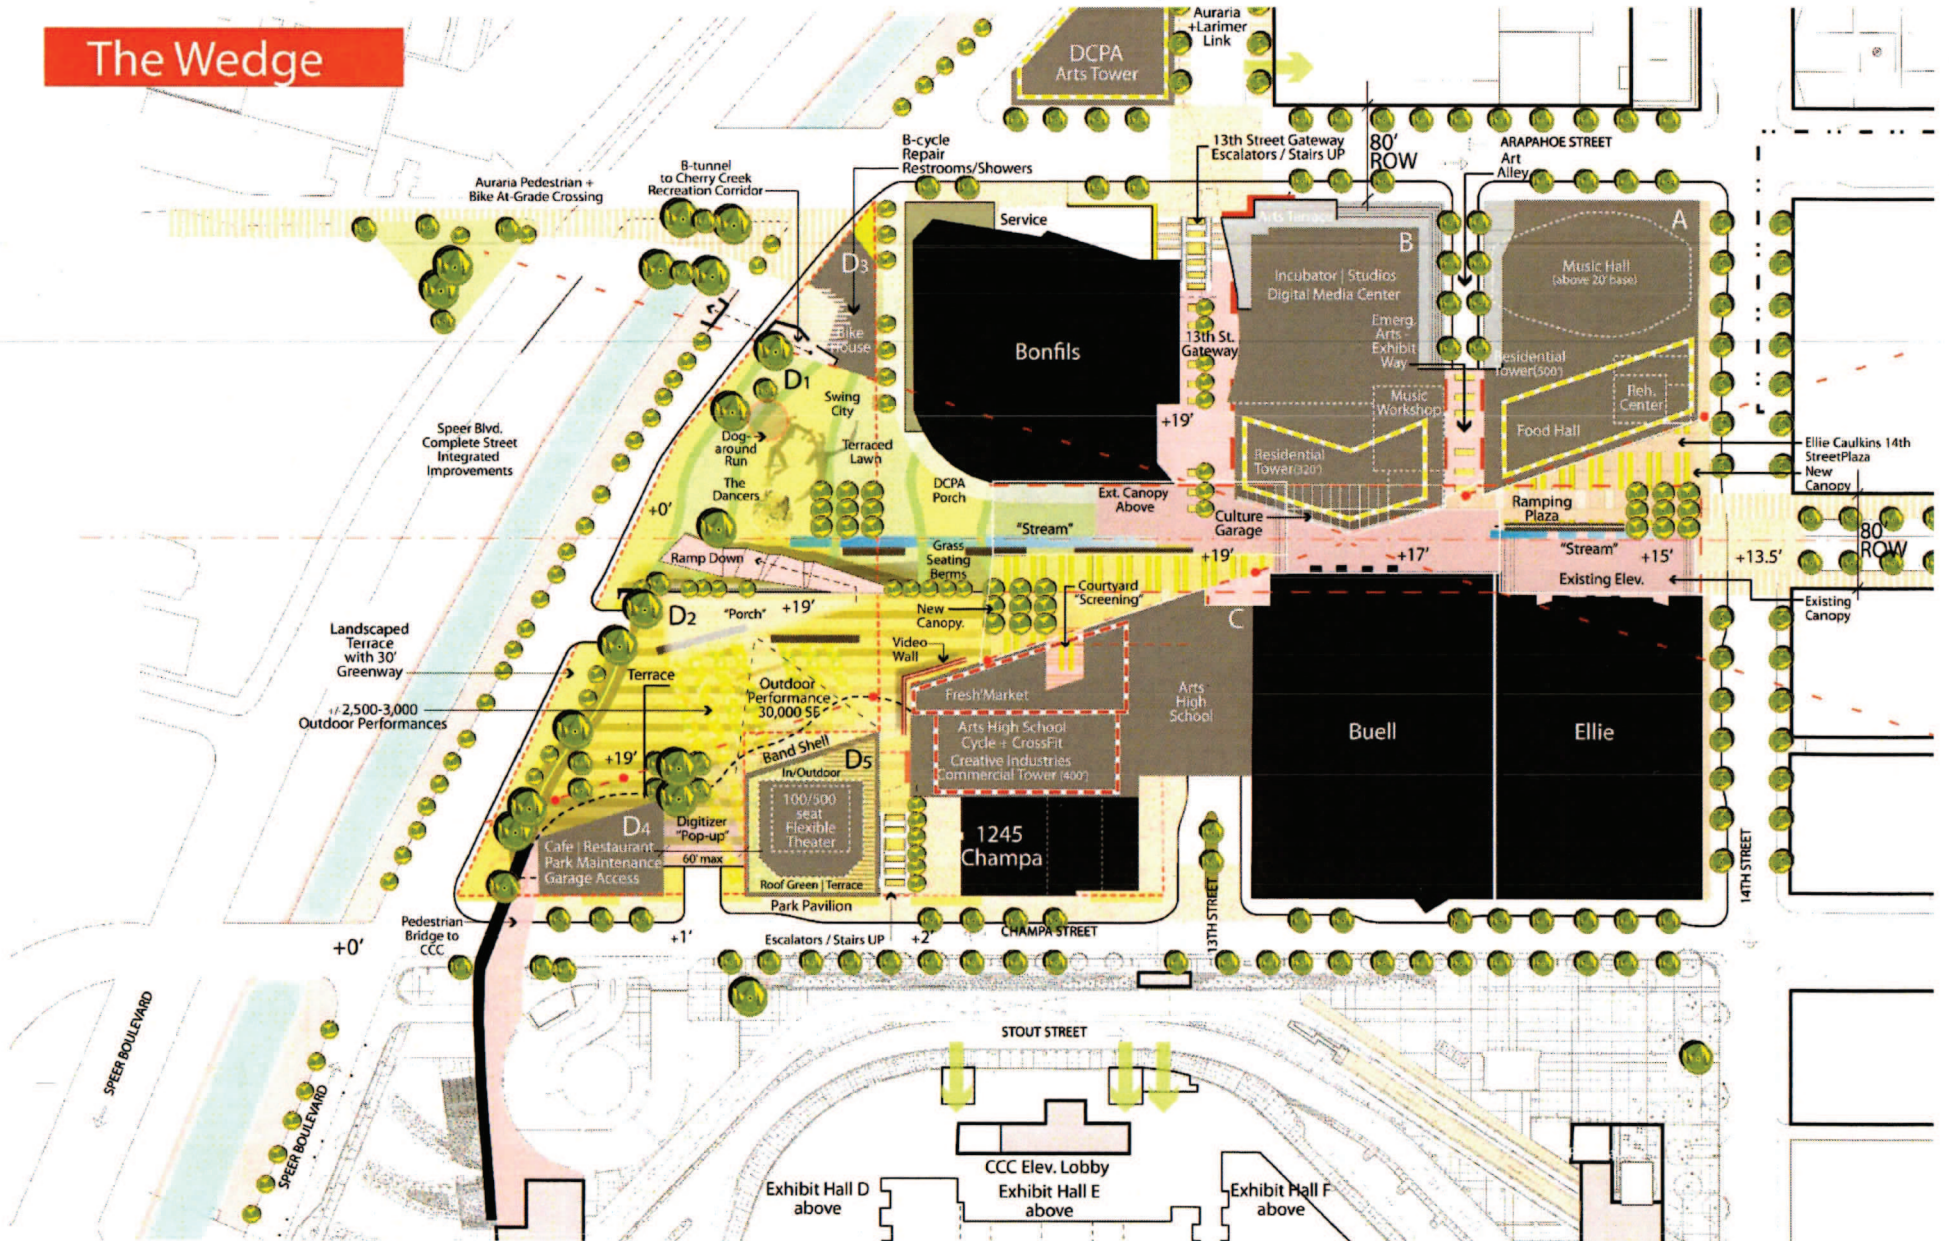 The Wedge
Auraria
+Larimer
Link
DCPA
Arts Tower
B-cycle
Repair
Restrooms/Showers
13th Street Gateway
Escalators / Stairs UP
80'
ROW
ARAPAHOE STREET
Art
Alley
B-tunnel
to Cherry Creek
Recreation Corridor
Auraria Pedestrian +
Bike At-Grade Crossing
Service
Arts Terrace
A
B
D3
Music Hall
(above 20' base)
Incubator | Studios
Digital Media Center
Emerg.
Arts -
Exhibit
Way
Bike
House
Bonfils
13th St.
Gateway
Residential
Tower(500')
D1
Swing
City
Music
Workshop
Reh.
Center
+19'
Food Hall
Speer Blvd.
Complete Street
Integrated
Improvements
Dog-
around
Run
Terraced
Lawn
Residential
Tower(320')
Ellie Caulkins 14th
StreetPlaza
New
Canopy
The
Dancers
DCPA
Porch
Ext. Canopy
Above
+0'
Culture
Garage
Ramping
Plaza
"Stream"
80'
ROW
Ramp Down
Grass
Seating
Berms
+19'
+17'
"Stream"
+15'
+13.5'
Existing Elev.
Courtyard
"Screening"
D2
"Porch"
+19'
New
Canopy.
C
Existing
Canopy
Landscaped
Terrace
with 30'
Greenway
Video
Wall
Terrace
Outdoor
Performance
30,000 SF
Fresh'Market
Arts
High
School
+/-2,500-3,000
Outdoor Performances
Arts High School
Cycle + CrossFit
Creative Industries
Commercial Tower (400')
Buell
Ellie
Band Shell
+19'
In/Outdoor
D5
100/500
seat
Flexible
Theater
D4
Digitizer
"Pop-up"
1245
Champa
Cafe | Restaurant
Park Maintenance
Garage Access
60' max
Roof Green | Terrace
Park Pavilion
14TH STREET
13TH STREET
Pedestrian
Bridge to
CCC
+0'
+1'
Escalators / Stairs UP
+2'
CHAMPA STREET
SPEER BOULEVARD
SPEER BOULEVARD
STOUT STREET
CCC Elev. Lobby
Exhibit Hall D
above
Exhibit Hall E
above
Exhibit Hall F
above